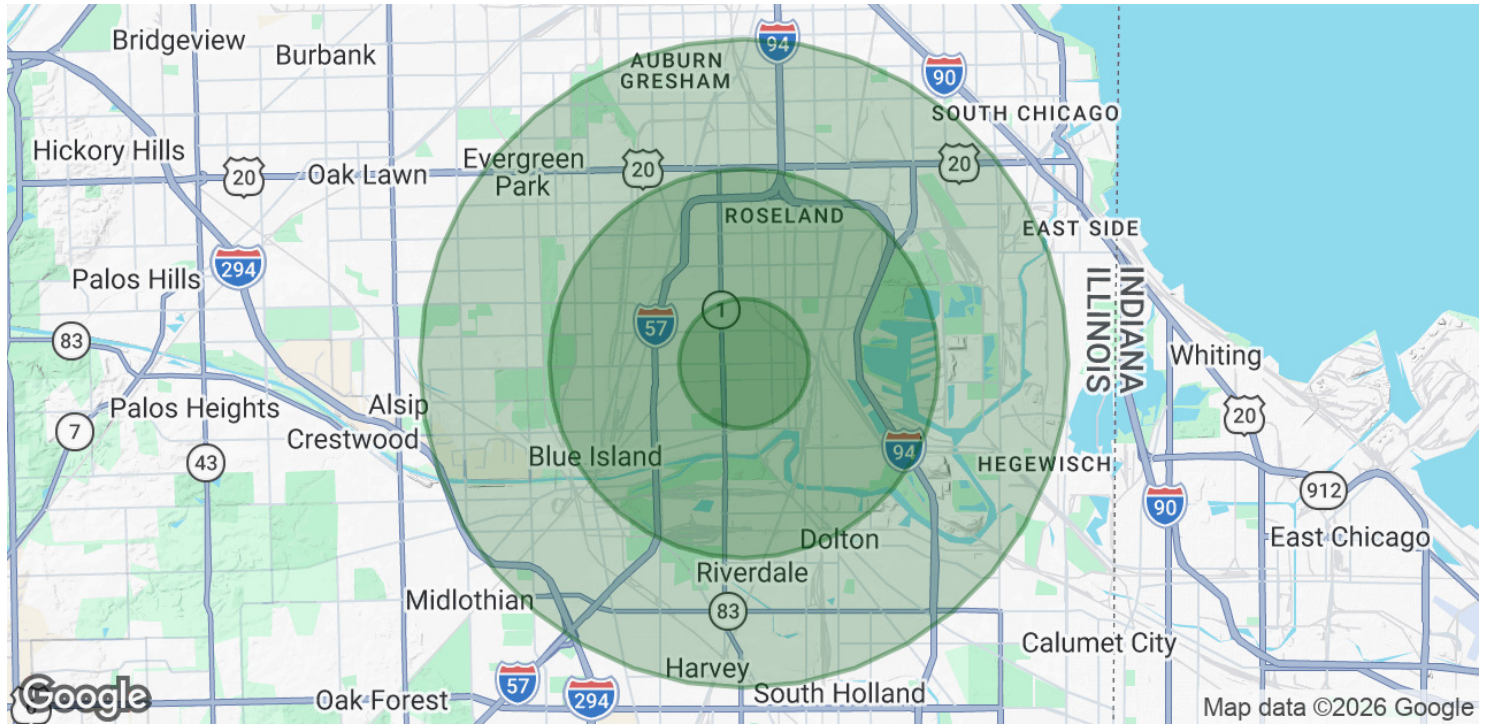 Bridgeview
Burbank
AUBURN
GRESHAM
94
90
SOUTH CHICAGO
Hickory Hills
20
Oak Lawn
Evergreen
Park
20
20
ROSELAND
EAST SIDE
294
Palos Hills
INDIANA
ILLINOIS
1
57
83
Whiting
Palos Heights
Alsip
7
Crestwood
20
43
Blue Island
94
HEGEWISCH
912
90
East Chicago
Dolton
Riverdale
Midlothian
83
Calumet City
Harvey
57
294
South Holland
Oak Forest
Google
Map data ©2026 Google